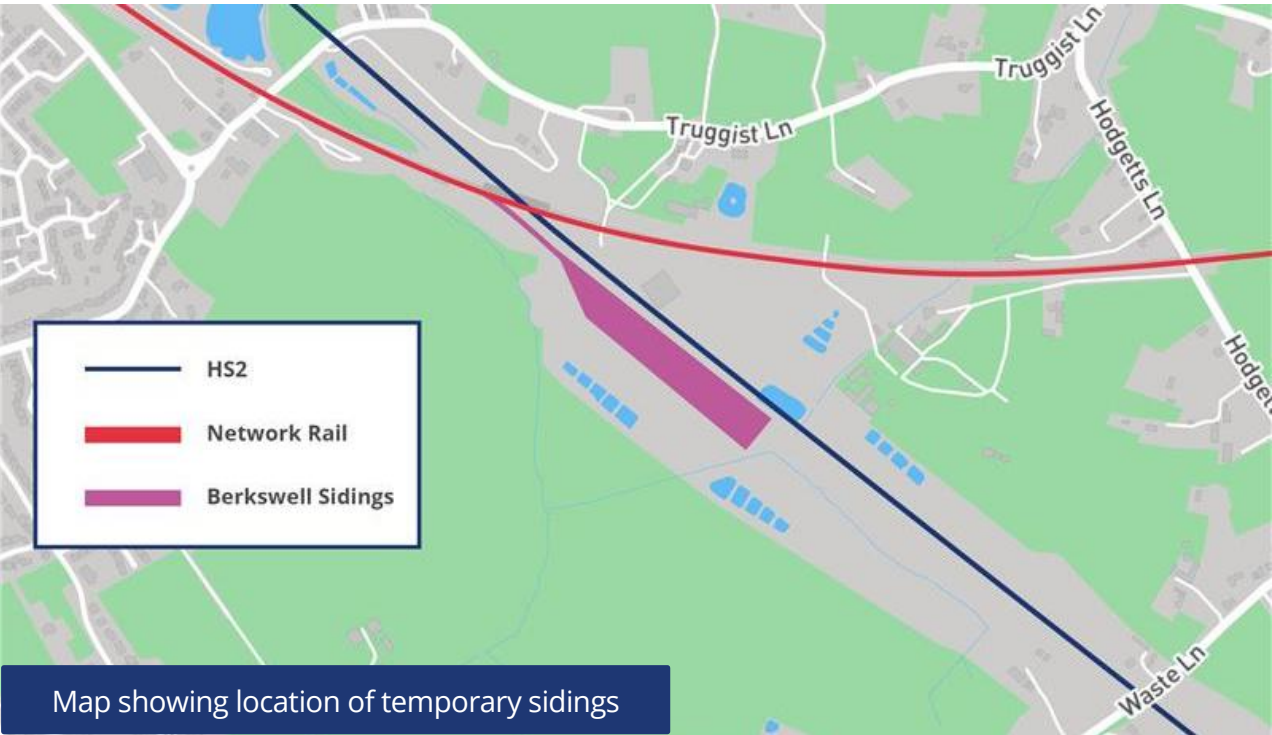 Truggist Ln
Truggist Ln
Hodgetts Ln
Hodgett
HS2
Network Rail
Berkswell Sidings
Waste Ln
Map showing location of temporary sidings